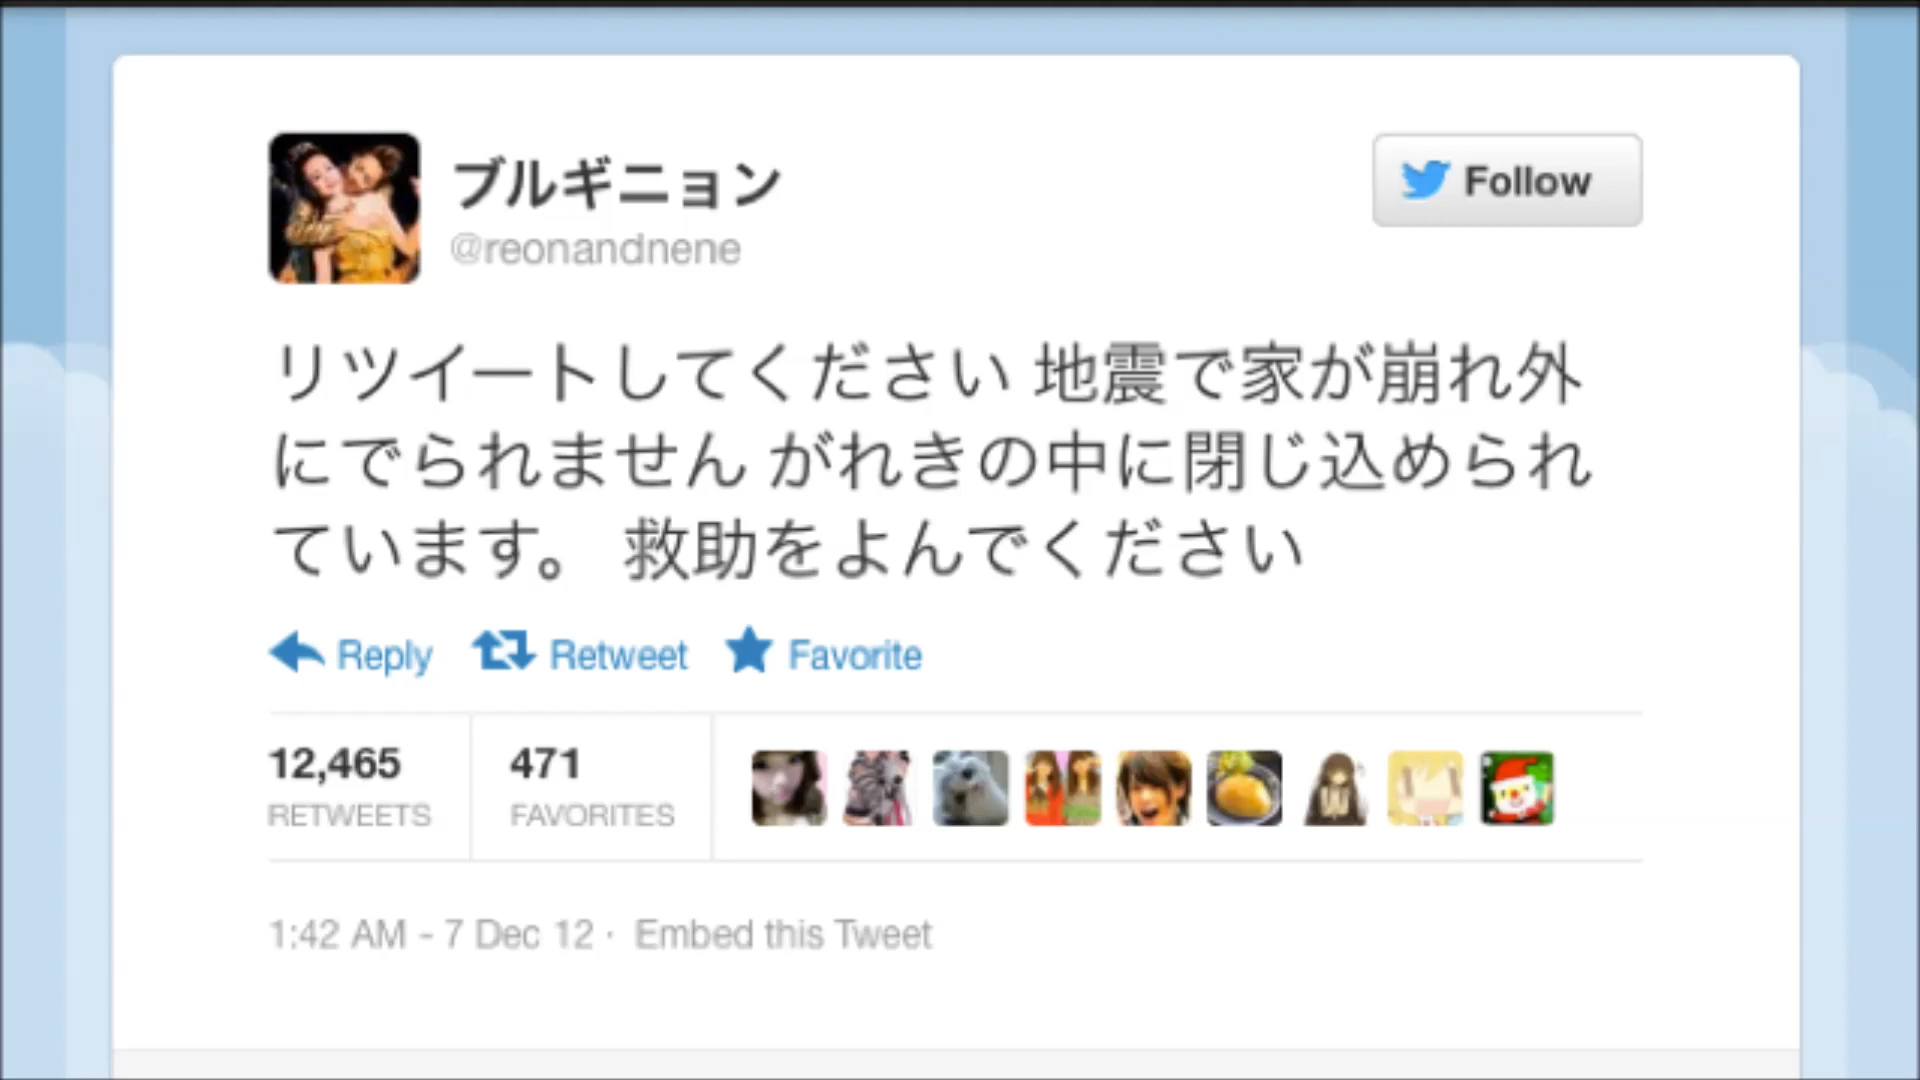 ブルギニョン
@reonandnene
Follow
リツイートしてください 地震で家が崩れ外
にでられません がれきの中に閉じ込められ
ています。 救助をよんでください
Reply Retweet Favorite
12,465 471
RETWEETS FAVORITES
1:42 AM - 7 Dec 12 · Embed this Tweet